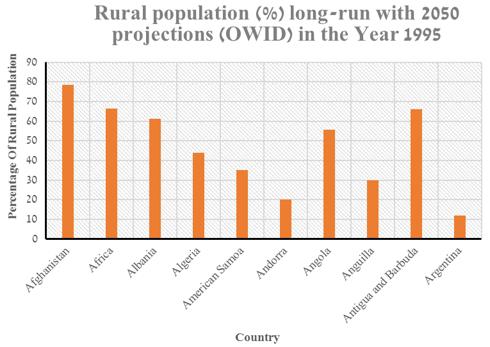 Rural population (%) long-run with 2050
projections (OWID) in the Year 1995
Percentage Of Rural Population
90
80
70
60
50
40
30
20
10
0
Afghanistan
Africa
Albania
Algeria
American Samoa
Andorra
Angola
Anguilla
Antigua and Barbuda
Argentina
Country